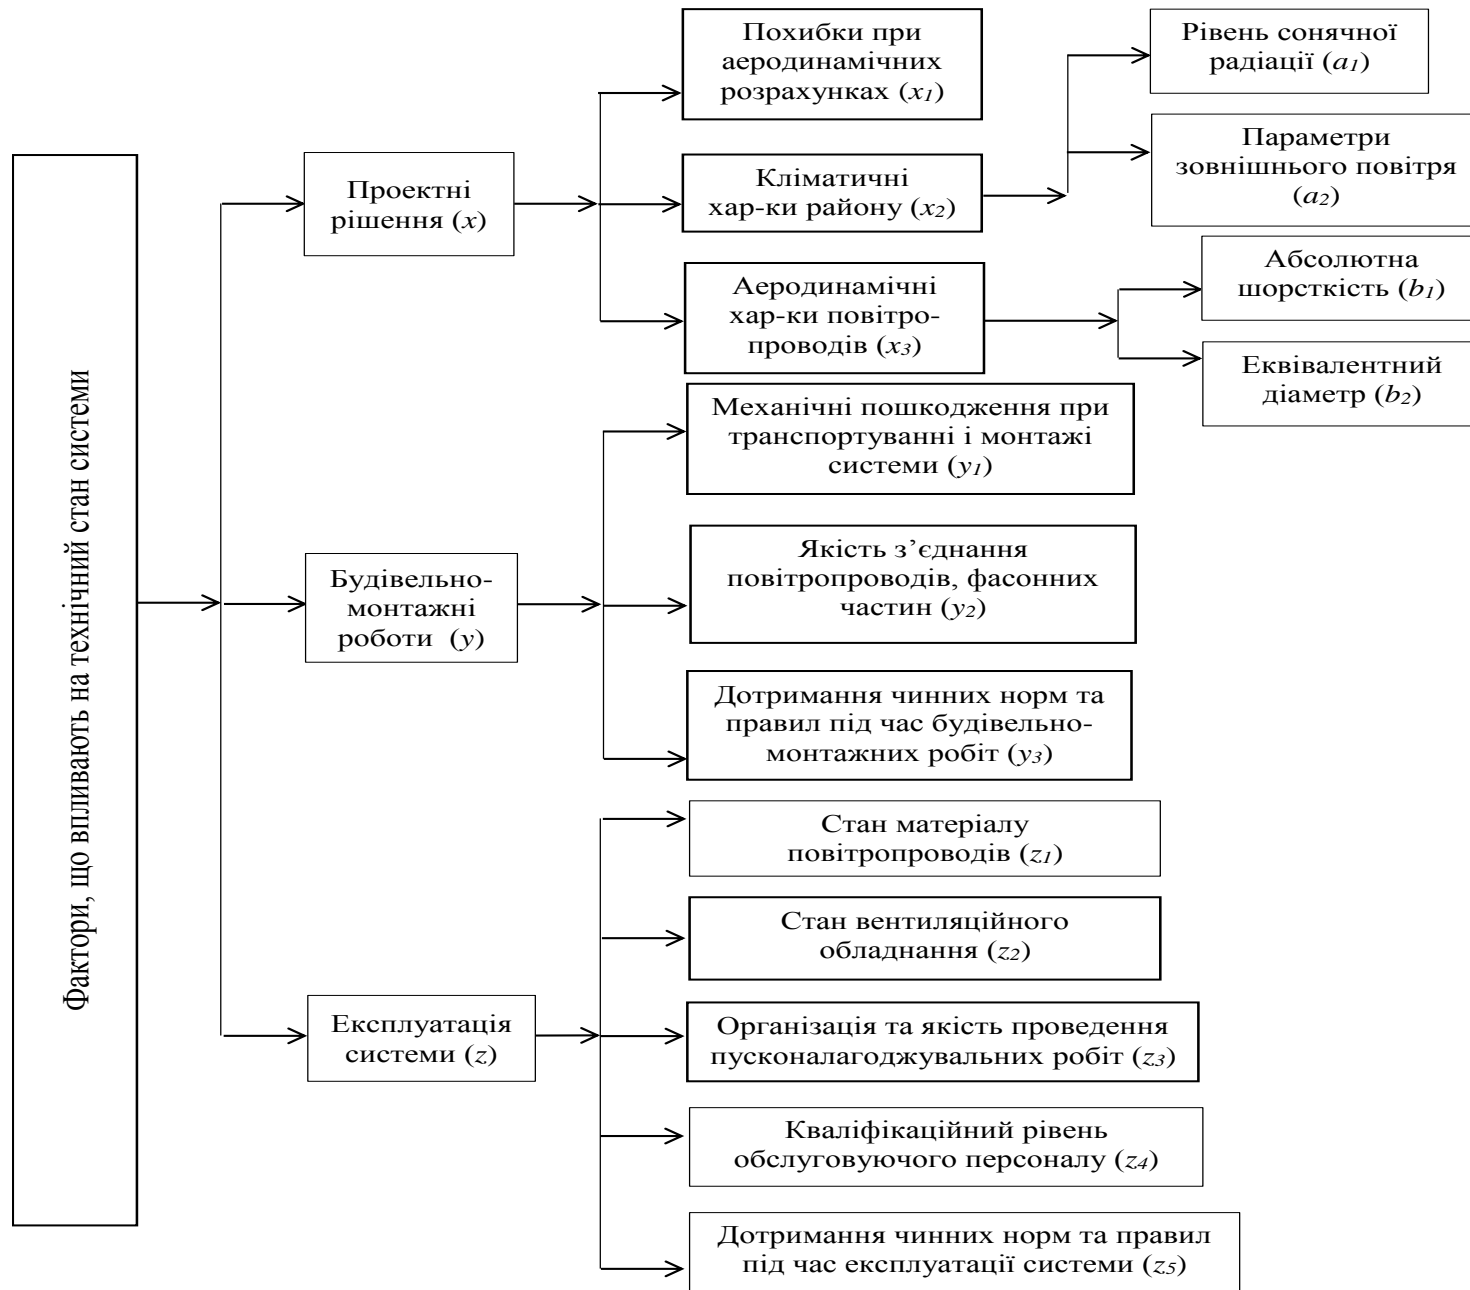 Фактори, що впливають на технічний стан системи
Проектні
рішення (x)
Похибки при
аеродинамічних
розрахунках (x₁)
Кліматичні
хар-ки району (x₂)
Рівень сонячної
радіації (a₁)
Параметри
зовнішнього повітря
(a₂)
Аеродинамічні
хар-ки повітро-
проводів (x₃)
Абсолютна
шорсткість (b₁)
Еквівалентний
діаметр (b₂)
Будівельно-
монтажні
роботи (y)
Механічні пошкодження при
транспортуванні і монтажі
системи (y₁)
Якість з’єднання
повітропроводів, фасонних
частин (y₂)
Дотримання чинних норм та
правил під час будівельно-
монтажних робіт (y₃)
Експлуатація
системи (z)
Стан матеріалу
повітропроводів (z₁)
Стан вентиляційного
обладнання (z₂)
Організація та якість проведення
пусконалагоджувальних робіт (z₃)
Кваліфікаційний рівень
обслуговуючого персоналу (z₄)
Дотримання чинних норм та правил
під час експлуатації системи (z₅)